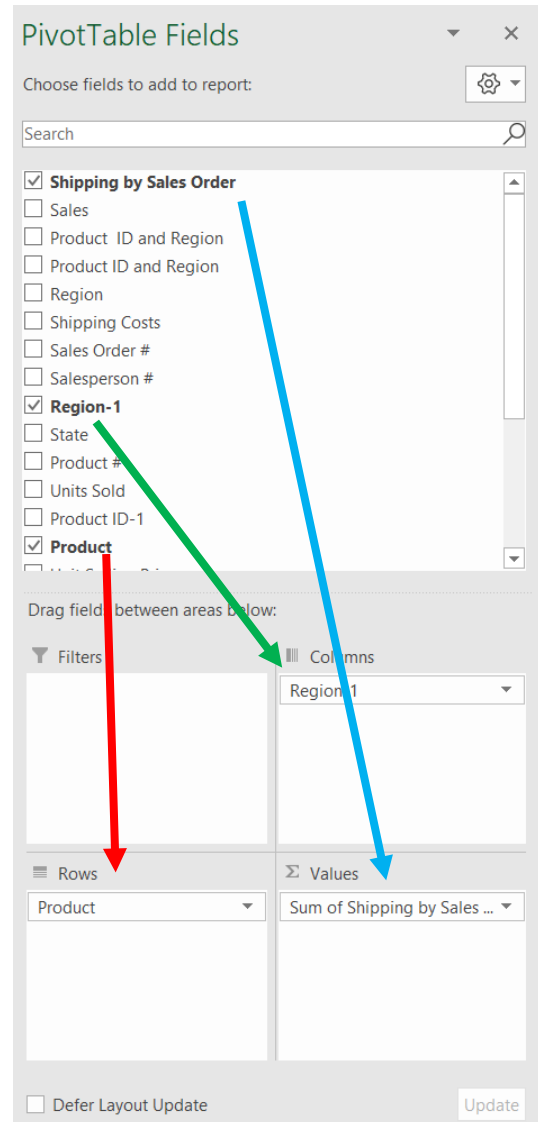 PivotTable Fields
Choose fields to add to report:
Search
Shipping by Sales Order
Sales
Product  ID and Region
Product ID and Region
Region
Shipping Costs
Sales Order #
Salesperson #
Region-1
State
Product #
Units Sold
Product ID-1
Product
Drag fields between areas below:
Filters
Columns
Region-1
Rows
Σ Values
Product
Sum of Shipping by Sales ...
Defer Layout Update
Update